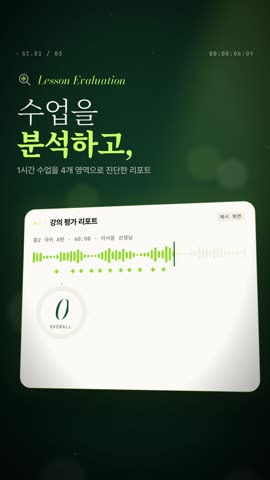 SC.01 / 03
00:00:06:09
Lesson Evaluation
수업을
분석하고,
1시간 수업을 4개 영역으로 진단한 리포트
강의 평가 리포트
예시 화면
중2 국어 A반 · 60:00 · 이서윤 선생님
0
OVERALL